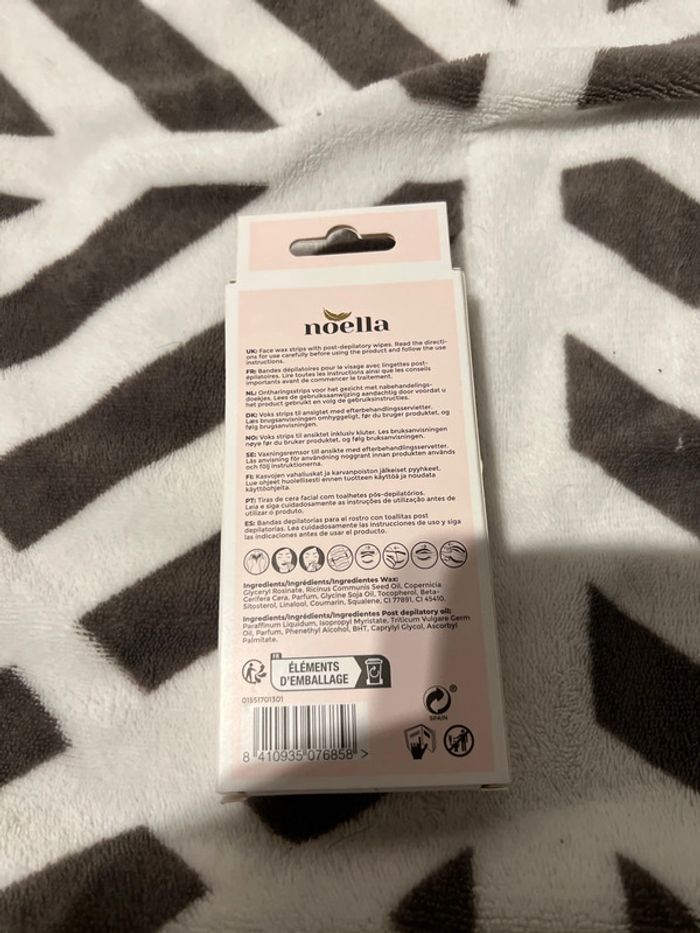 noella
UK: Face wax strips with post-depilatory wipes. Read the directi-
ons for use carefully before using the product and follow the use
instructions.
FR: Bandes dépilatoires pour le visage avec lingettes post-
épilatoires. Lire toutes les instructions ainsi que les conseils
importants avant de commencer le traitement.
NL: Ontharingsstrips voor het gezicht met nabehandelings-
doekjes. Lees de gebruiksaanwijzing aandachtig door voordat u
het product gebruikt en volg de gebruiksinstructies.
DK: Voks strips til ansigtet med efterbehandlingsservietter.
Læs brugsanvisningen omhyggeligt, før du bruger produktet, og
følg brugsanvisningen.
NO: Voks strips til ansiktet inklusiv kluter. Les bruksanvisningen
nøye før du bruker produktet, og følg bruksanvisningen.
SE: Vaxningsremsor till ansikte med efterbehandlingsservetter.
Läs anvisning för användning noggrant innan produkten används
och följ instruktionerna.
FI: Kasvojen vahaliuskat ja karvanpoiston jälkeiset pyyhkeet.
Lue ohjeet huolellisesti ennen tuotteen käyttöä ja noudata
käyttöohjeita.
PT: Tiras de cera facial com toalhetes pós-depilatórios.
Leia e siga cuidadosamente as instruções de utilização antes de
utilizar o produto.
ES: Bandas depilatorias para el rostro con toallitas post
depilatorias. Lea cuidadosamente las instrucciones de uso y siga
las indicaciones antes de usar el producto.
Ingredients/Ingrédients/Ingredientes Wax:
Glyceryl Rosinate, Ricinus Communis Seed Oil, Copernicia
Cerifera Cera, Parfum, Glycine Soja Oil, Tocopherol, Beta-
Sitosterol, Linalool, Coumarin, Squalene, CI 77891, CI 45410.
Ingredients/Ingrédients/Ingredientes Post depilatory oil:
Paraffinum Liquidum, Isopropyl Myristate, Triticum Vulgare Germ
Oil, Parfum, Phenethyl Alcohol, BHT, Caprylyl Glycol, Ascorbyl
Palmitate.
FR
ÉLÉMENTS
D'EMBALLAGE
01551701301
8 410935 076858 >
®
SPAIN